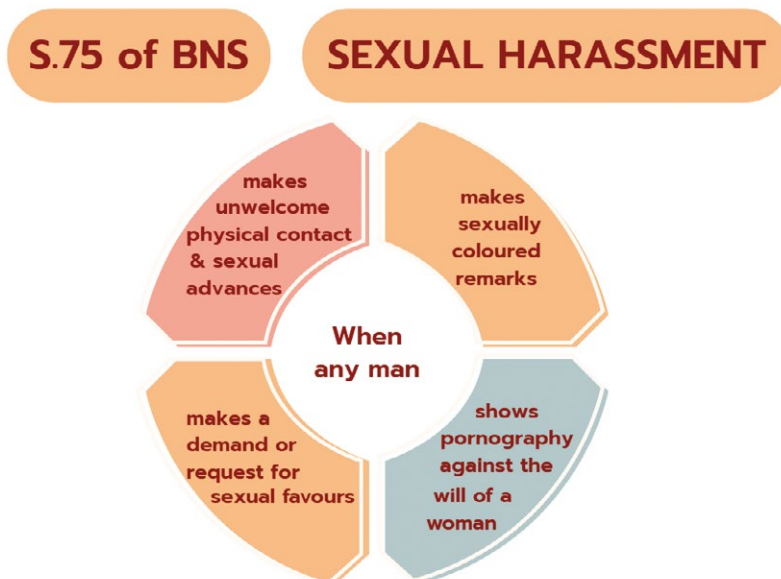 S.75 of BNS
SEXUAL HARASSMENT
makes
unwelcome
physical contact
& sexual
advances
makes
sexually
coloured
remarks
When
any man
makes a
demand or
request for
sexual favours
shows
pornography
against the
will of a
woman